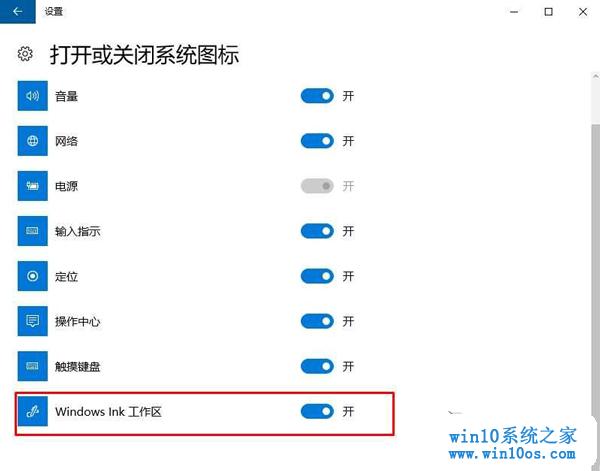 设置
打开或关闭系统图标
音量 开
网络 开
电源 开
输入指示 开
定位 开
操作中心 开
触摸键盘 开
Windows Ink 工作区 开
win10系统之家
www.win10os.com